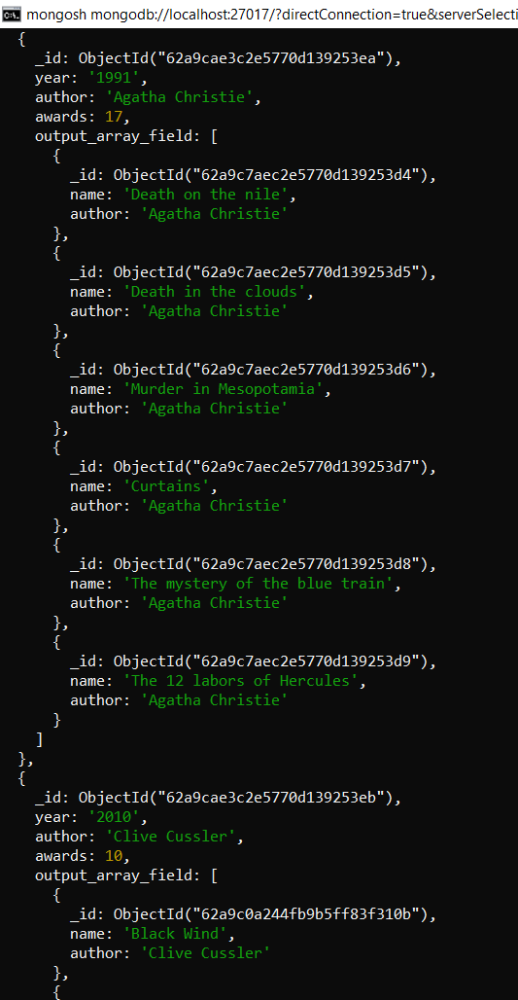 mongosh mongodb://localhost:27017/?directConnection=true&serverSelecti
{
_id: ObjectId("62a9cae3c2e5770d139253ea"),
year: '1991',
author: 'Agatha Christie',
awards: 17,
output_array_field: [
{
_id: ObjectId("62a9c7aec2e5770d139253d4"),
name: 'Death on the nile',
author: 'Agatha Christie'
},
{
_id: ObjectId("62a9c7aec2e5770d139253d5"),
name: 'Death in the clouds',
author: 'Agatha Christie'
},
{
_id: ObjectId("62a9c7aec2e5770d139253d6"),
name: 'Murder in Mesopotamia',
author: 'Agatha Christie'
},
{
_id: ObjectId("62a9c7aec2e5770d139253d7"),
name: 'Curtains',
author: 'Agatha Christie'
},
{
_id: ObjectId("62a9c7aec2e5770d139253d8"),
name: 'The mystery of the blue train',
author: 'Agatha Christie'
},
{
_id: ObjectId("62a9c7aec2e5770d139253d9"),
name: 'The 12 labors of Hercules',
author: 'Agatha Christie'
}
]
},
{
_id: ObjectId("62a9cae3c2e5770d139253eb"),
year: '2010',
author: 'Clive Cussler',
awards: 10,
output_array_field: [
{
_id: ObjectId("62a9c0a244fb9b5ff83f310b"),
name: 'Black Wind',
author: 'Clive Cussler'
},
{